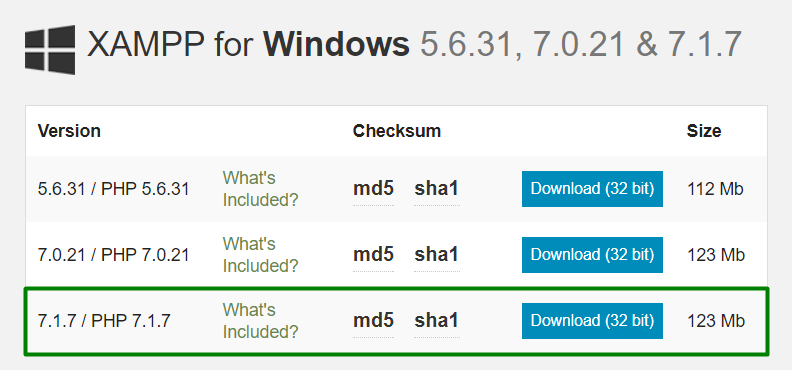 XAMPP for Windows 5.6.31, 7.0.21 & 7.1.7
Version Checksum Size
5.6.31 / PHP 5.6.31 What's Included? md5 sha1 Download (32 bit) 112 Mb
7.0.21 / PHP 7.0.21 What's Included? md5 sha1 Download (32 bit) 123 Mb
7.1.7 / PHP 7.1.7 What's Included? md5 sha1 Download (32 bit) 123 Mb